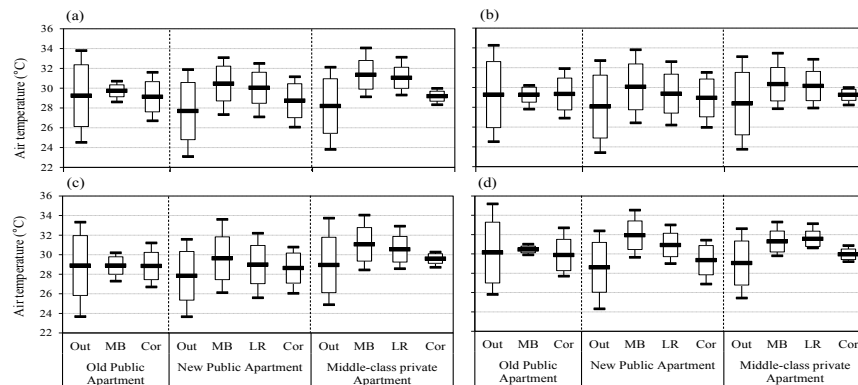 (a)
(b)
36
34
32
30
28
26
24
22
Air temperature (°C)
(c)
(d)
36
34
32
30
28
26
24
22
Air temperature (°C)
Out MB Cor Out MB LR Cor Out MB LR Cor
Old Public Apartment
New Public Apartment
Middle-class private Apartment
Out MB Cor Out MB LR Cor Out MB LR Cor
Old Public Apartment
New Public Apartment
Middle-class private Apartment